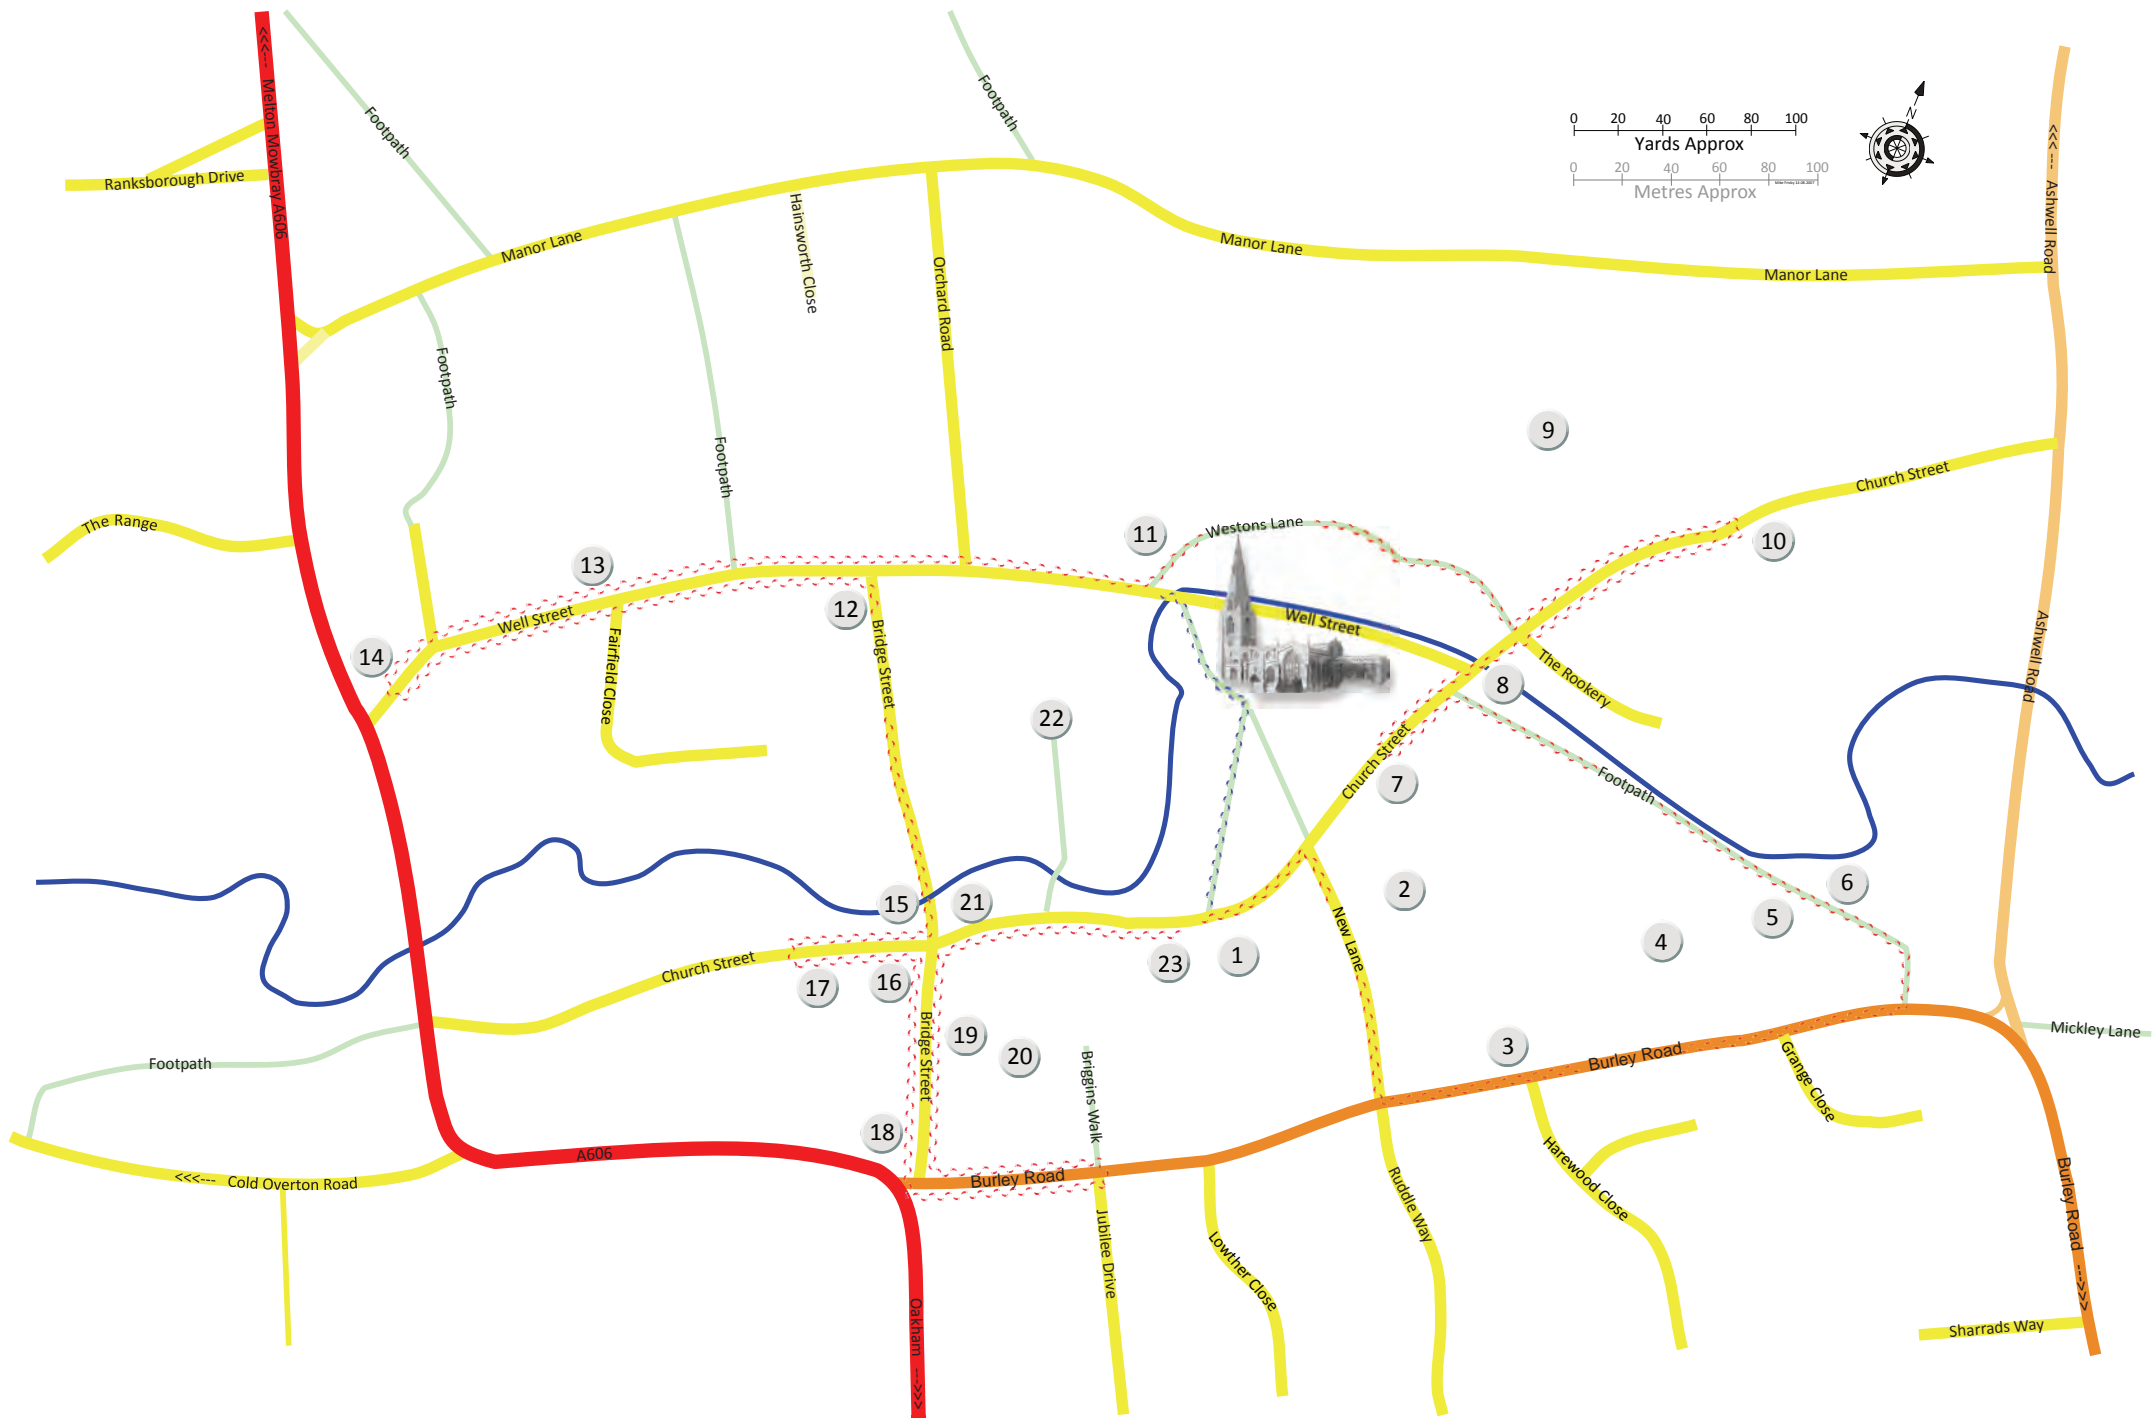 <<<--- Melton Mowbray A606
Footpath
Footpath
0 20 40 60 80 100
Yards Approx
0 20 40 60 80 100
Metres Approx
N
<<< --- Ashwell Road
Ranksborough Drive
Manor Lane
Hainsworth Close
Orchard Road
Manor Lane
Manor Lane
Footpath
Footpath
9
Church Street
The Range
13
11
Westons Lane
10
14
Well Street
Fairfield Close
12
Bridge Street
Well Street
8
The Rookery
Ashwell Road
22
Church Street
7
Footpath
15
21
2
6
5
4
Church Street
17
16
23
1
New Lane
Footpath
Bridge Street
19
20
Briggins Walk
3
Burley Road
Grange Close
Mickley Lane
18
A606
<<<--- Cold Overton Road
Burley Road
Jubilee Drive
Lowther Close
Ruddle Way
Harewood Close
Burley Road --->>>
Oakham --->>>
Sharrads Way